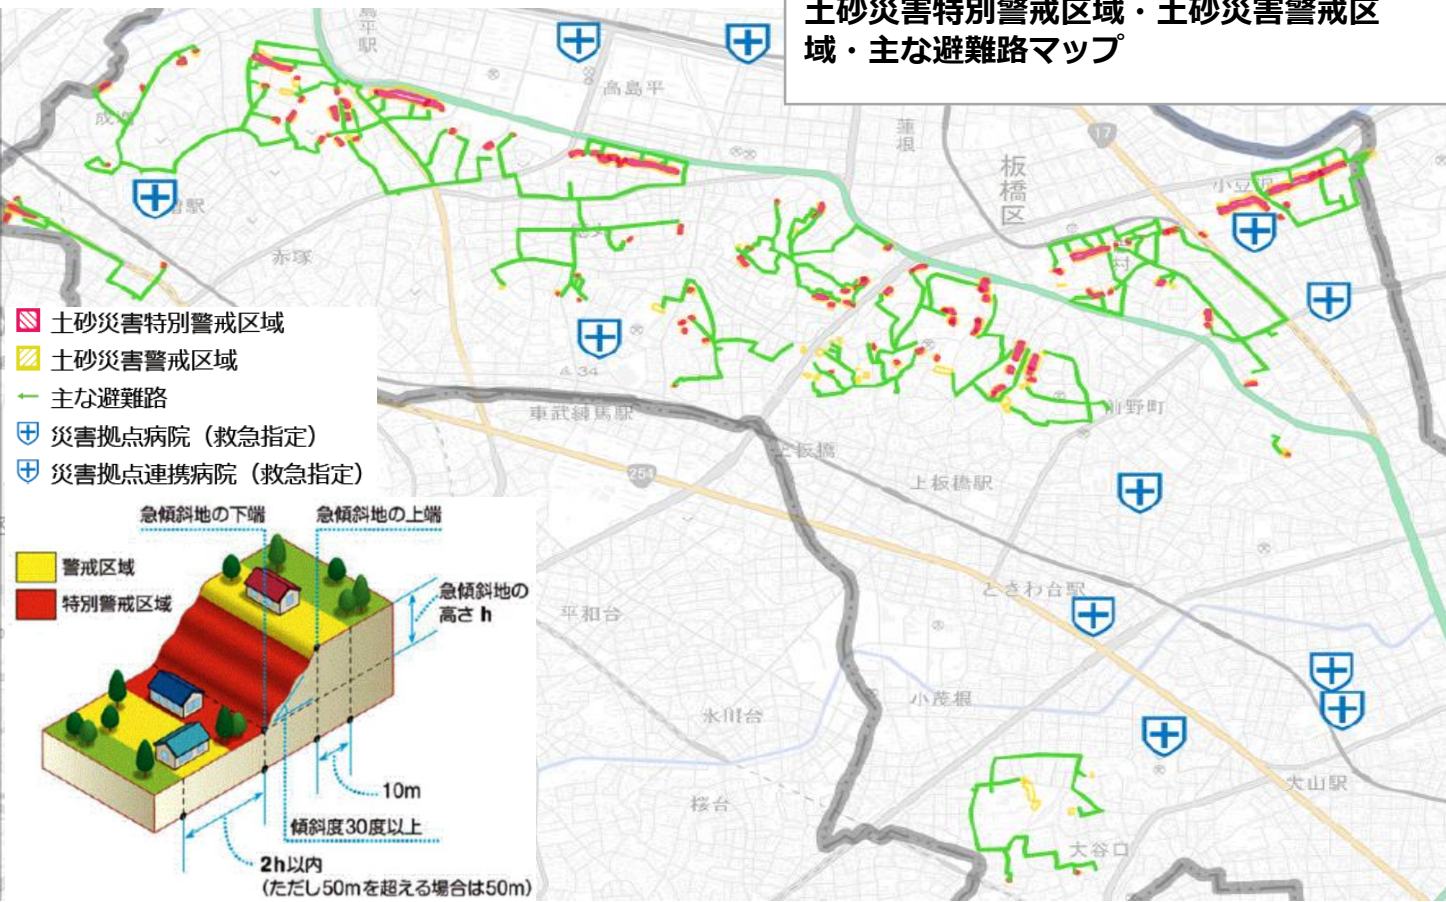 土砂災害特別警戒区域・土砂災害警戒区
域・主な避難路マップ
高島平
蓮根
17
板橋区
赤塚
土砂災害特別警戒区域
土砂災害警戒区域
主な避難路
災害拠点病院（救急指定）
災害拠点連携病院（救急指定）
34
東武練馬駅
前野町
上板橋
254
上板橋駅
ときわ台駅
平和台
小茂根
氷川台
桜台
大山駅
大谷口
急傾斜地の下端
急傾斜地の上端
警戒区域
特別警戒区域
急傾斜地の
高さ h
10m
傾斜度30度以上
2h以内
（ただし50mを超える場合は50m）